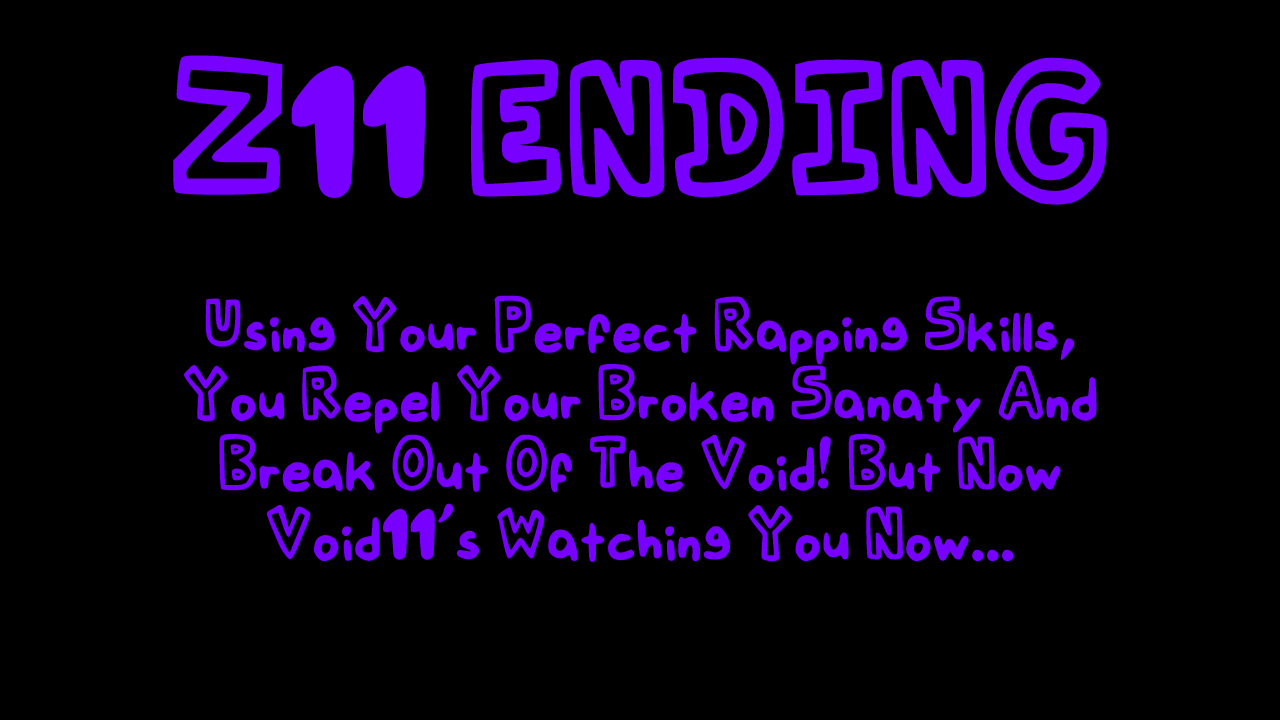 Z11 ENDING
Using Your Perfect Rapping Skills,
You Repel Your Broken Sanaty And
Break Out Of The Void! But Now
Void11's Watching You Now...